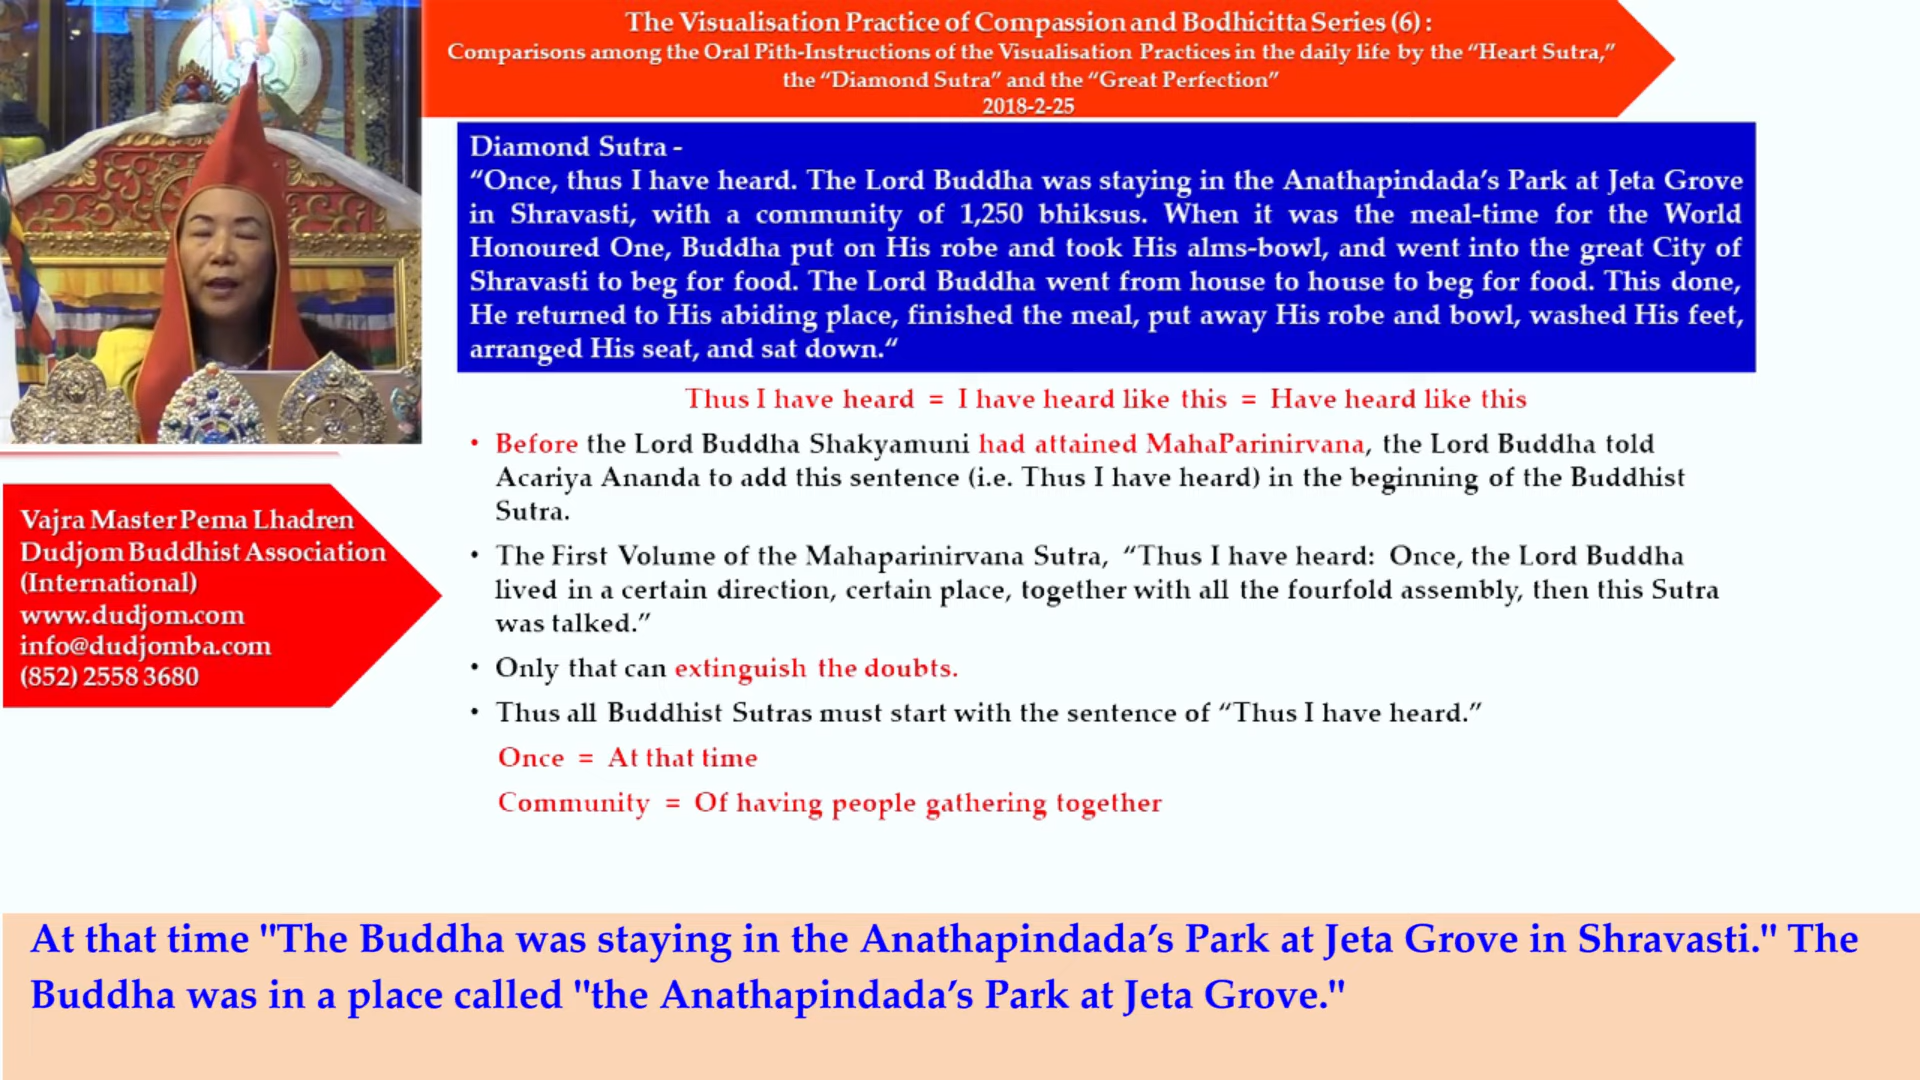 The Visualisation Practice of Compassion and Bodhicitta Series (6) :
Comparisons among the Oral Pith-Instructions of the Visualisation Practices in the daily life by the “Heart Sutra,”
the “Diamond Sutra” and the “Great Perfection”
2018-2-25
Diamond Sutra -
“Once, thus I have heard. The Lord Buddha was staying in the Anathapindada’s Park at Jeta Grove
in Shravasti, with a community of 1,250 bhiksus. When it was the meal-time for the World
Honoured One, Buddha put on His robe and took His alms-bowl, and went into the great City of
Shravasti to beg for food. The Lord Buddha went from house to house to beg for food. This done,
He returned to His abiding place, finished the meal, put away His robe and bowl, washed His feet,
arranged His seat, and sat down.“
Thus I have heard = I have heard like this = Have heard like this
• Before the Lord Buddha Shakyamuni had attained MahaParinirvana, the Lord Buddha told
Acariya Ananda to add this sentence (i.e. Thus I have heard) in the beginning of the Buddhist
Sutra.
• The First Volume of the Mahaparinirvana Sutra, “Thus I have heard: Once, the Lord Buddha
lived in a certain direction, certain place, together with all the fourfold assembly, then this Sutra
was talked.”
• Only that can extinguish the doubts.
• Thus all Buddhist Sutras must start with the sentence of “Thus I have heard.”
Once = At that time
Community = Of having people gathering together
Vajra Master Pema Lhadren
Dudjom Buddhist Association
(International)
www.dudjom.com
info@dudjomba.com
(852) 2558 3680
At that time "The Buddha was staying in the Anathapindada’s Park at Jeta Grove in Shravasti." The
Buddha was in a place called "the Anathapindada’s Park at Jeta Grove."